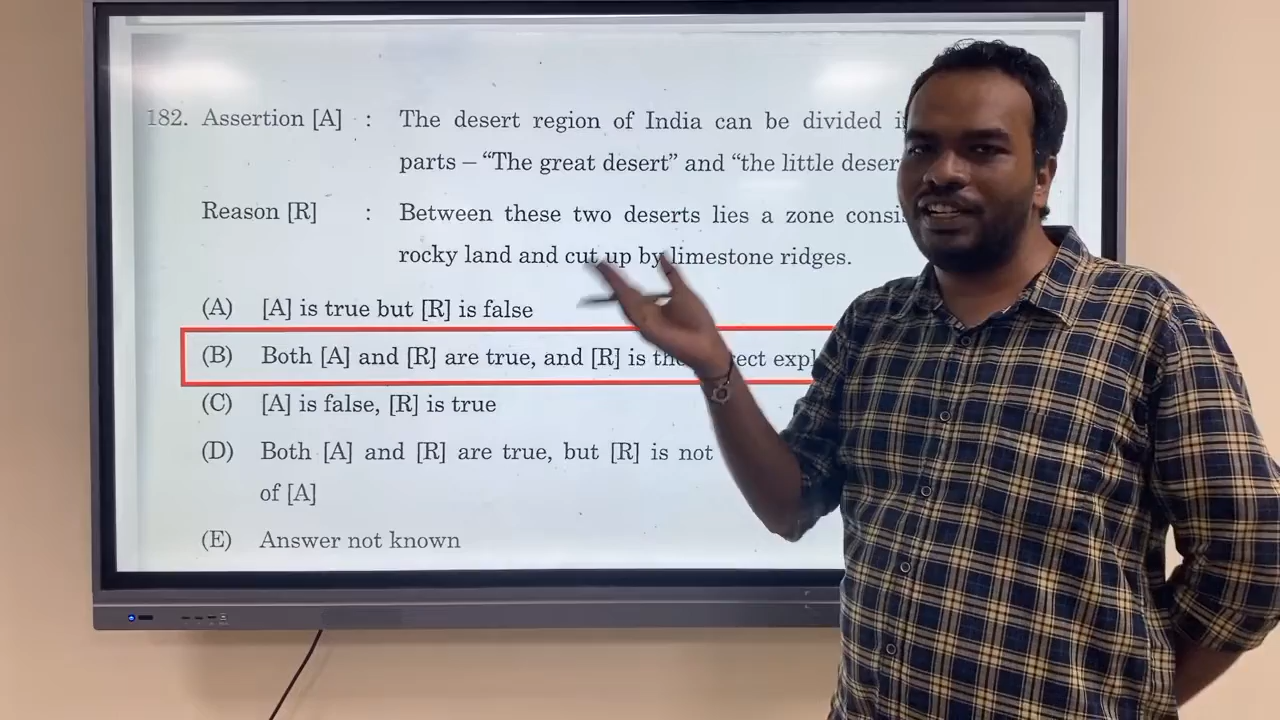 182. Assertion [A] : The desert region of India can be divided
parts – “The great desert” and “the little
Reason [R] : Between these two deserts lies a zone
rocky land and cut up by limestone ridges.
(A) [A] is true but [R] is false
(B) Both [A] and [R] are true, and [R] is
(C) [A] is false, [R] is true
(D) Both [A] and [R] are true, but [R] is not
of [A]
(E) Answer not known